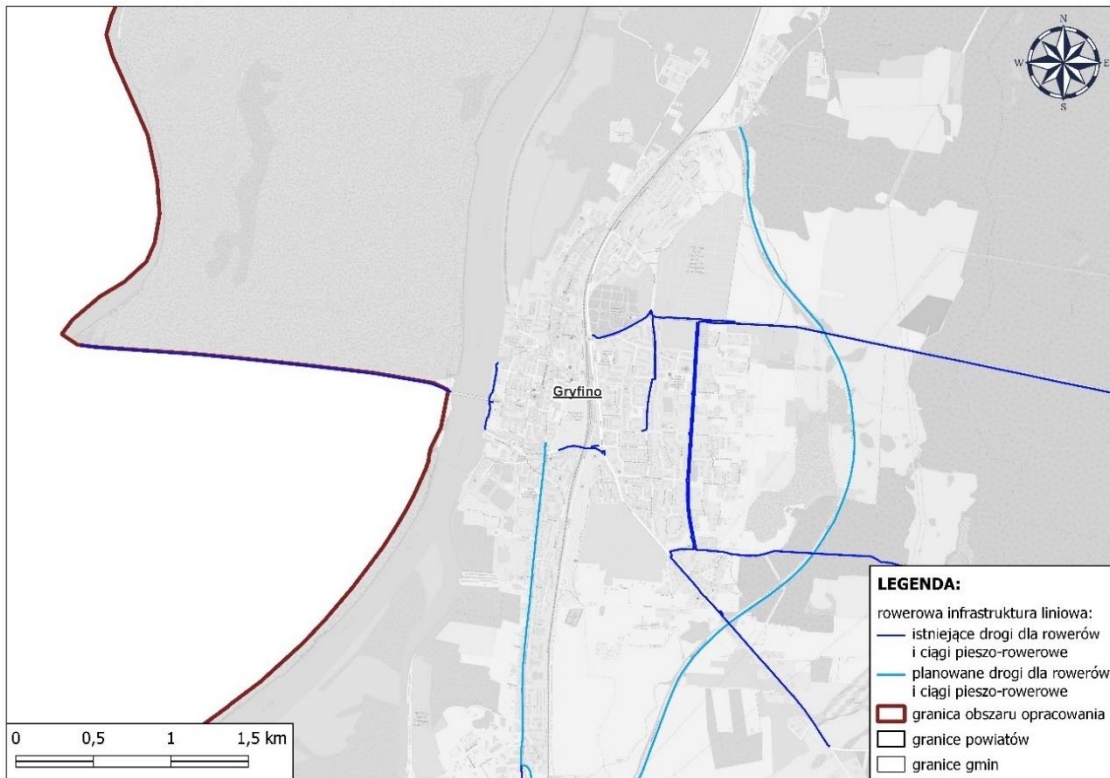 N
W E
S
Gryfino
LEGENDA:
rowerowa infrastruktura liniowa:
istniejące drogi dla rowerów
i ciągi pieszo-rowerowe
planowane drogi dla rowerów
i ciągi pieszo-rowerowe
granica obszaru opracowania
granice powiatów
granice gmin
0 0,5 1 1,5 km